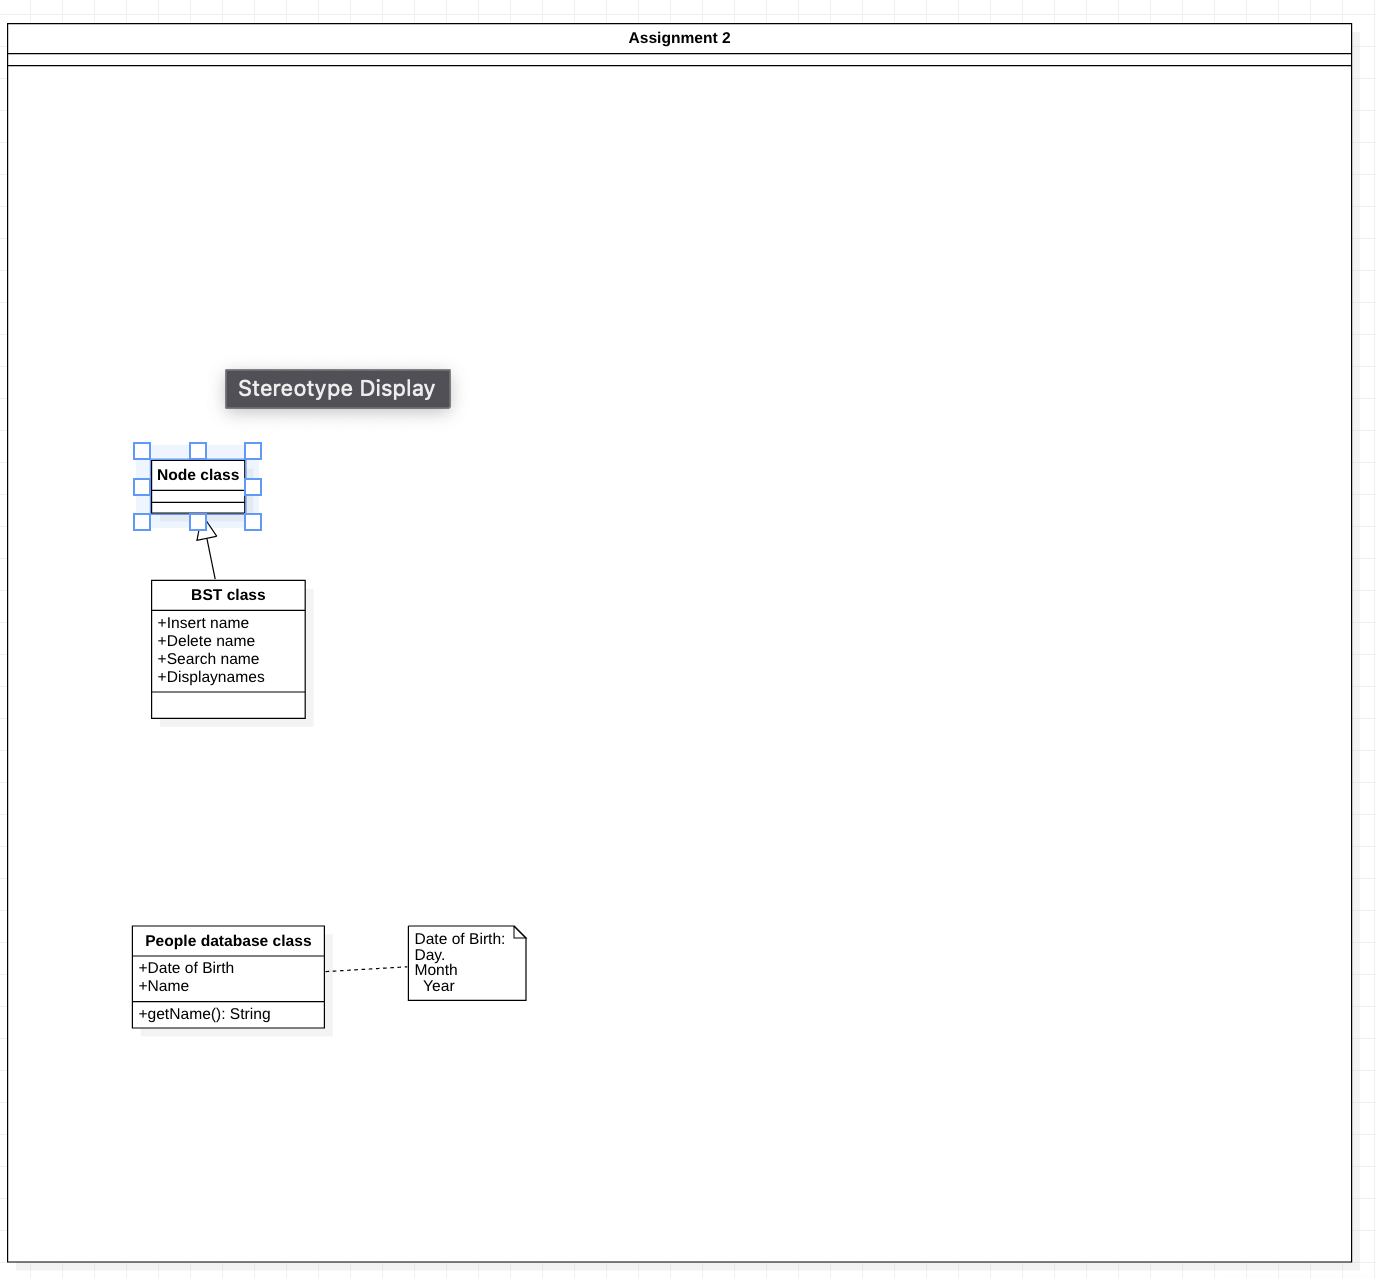 Assignment 2
Stereotype Display
Node class
BST class
+Insert name
+Delete name
+Search name
+Displaynames
People database class
+Date of Birth
+Name
+getName(): String
Date of Birth:
Day.
Month
Year